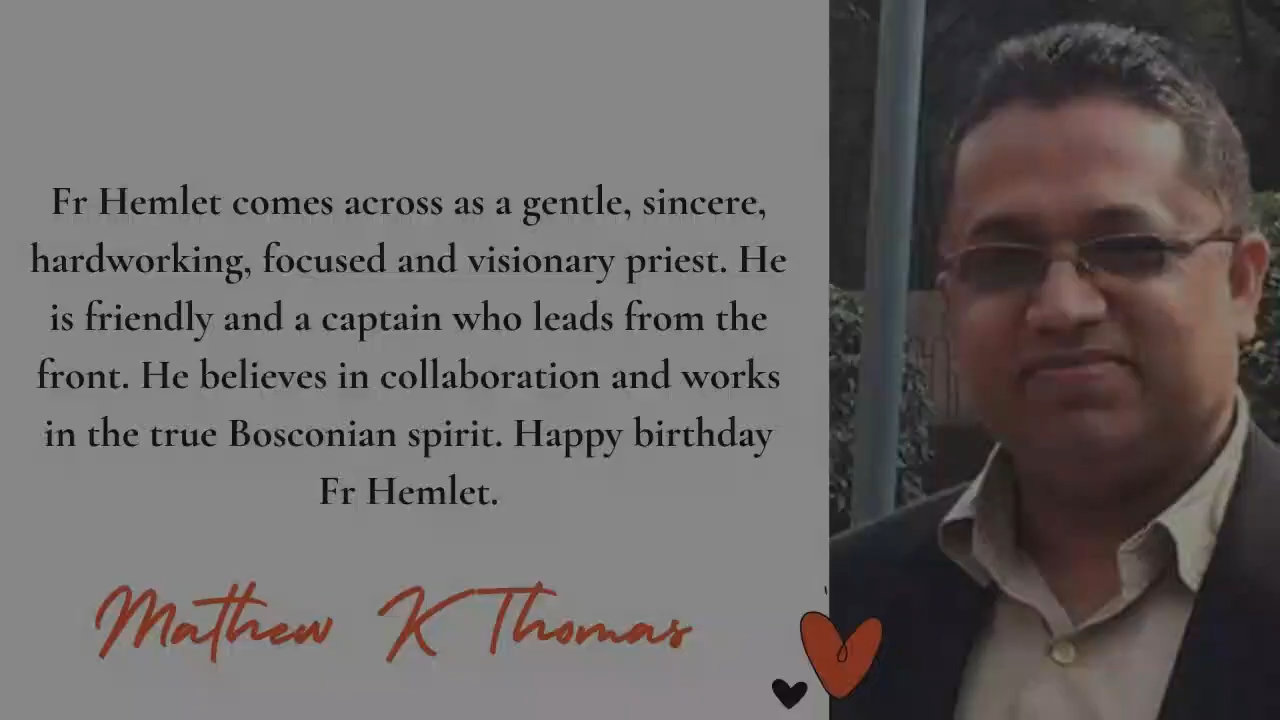 Fr Hemlet comes across as a gentle, sincere,
hardworking, focused and visionary priest. He
is friendly and a captain who leads from the
front. He believes in collaboration and works
in the true Bosconian spirit. Happy birthday
Fr Hemlet.
Mathew K Thomas